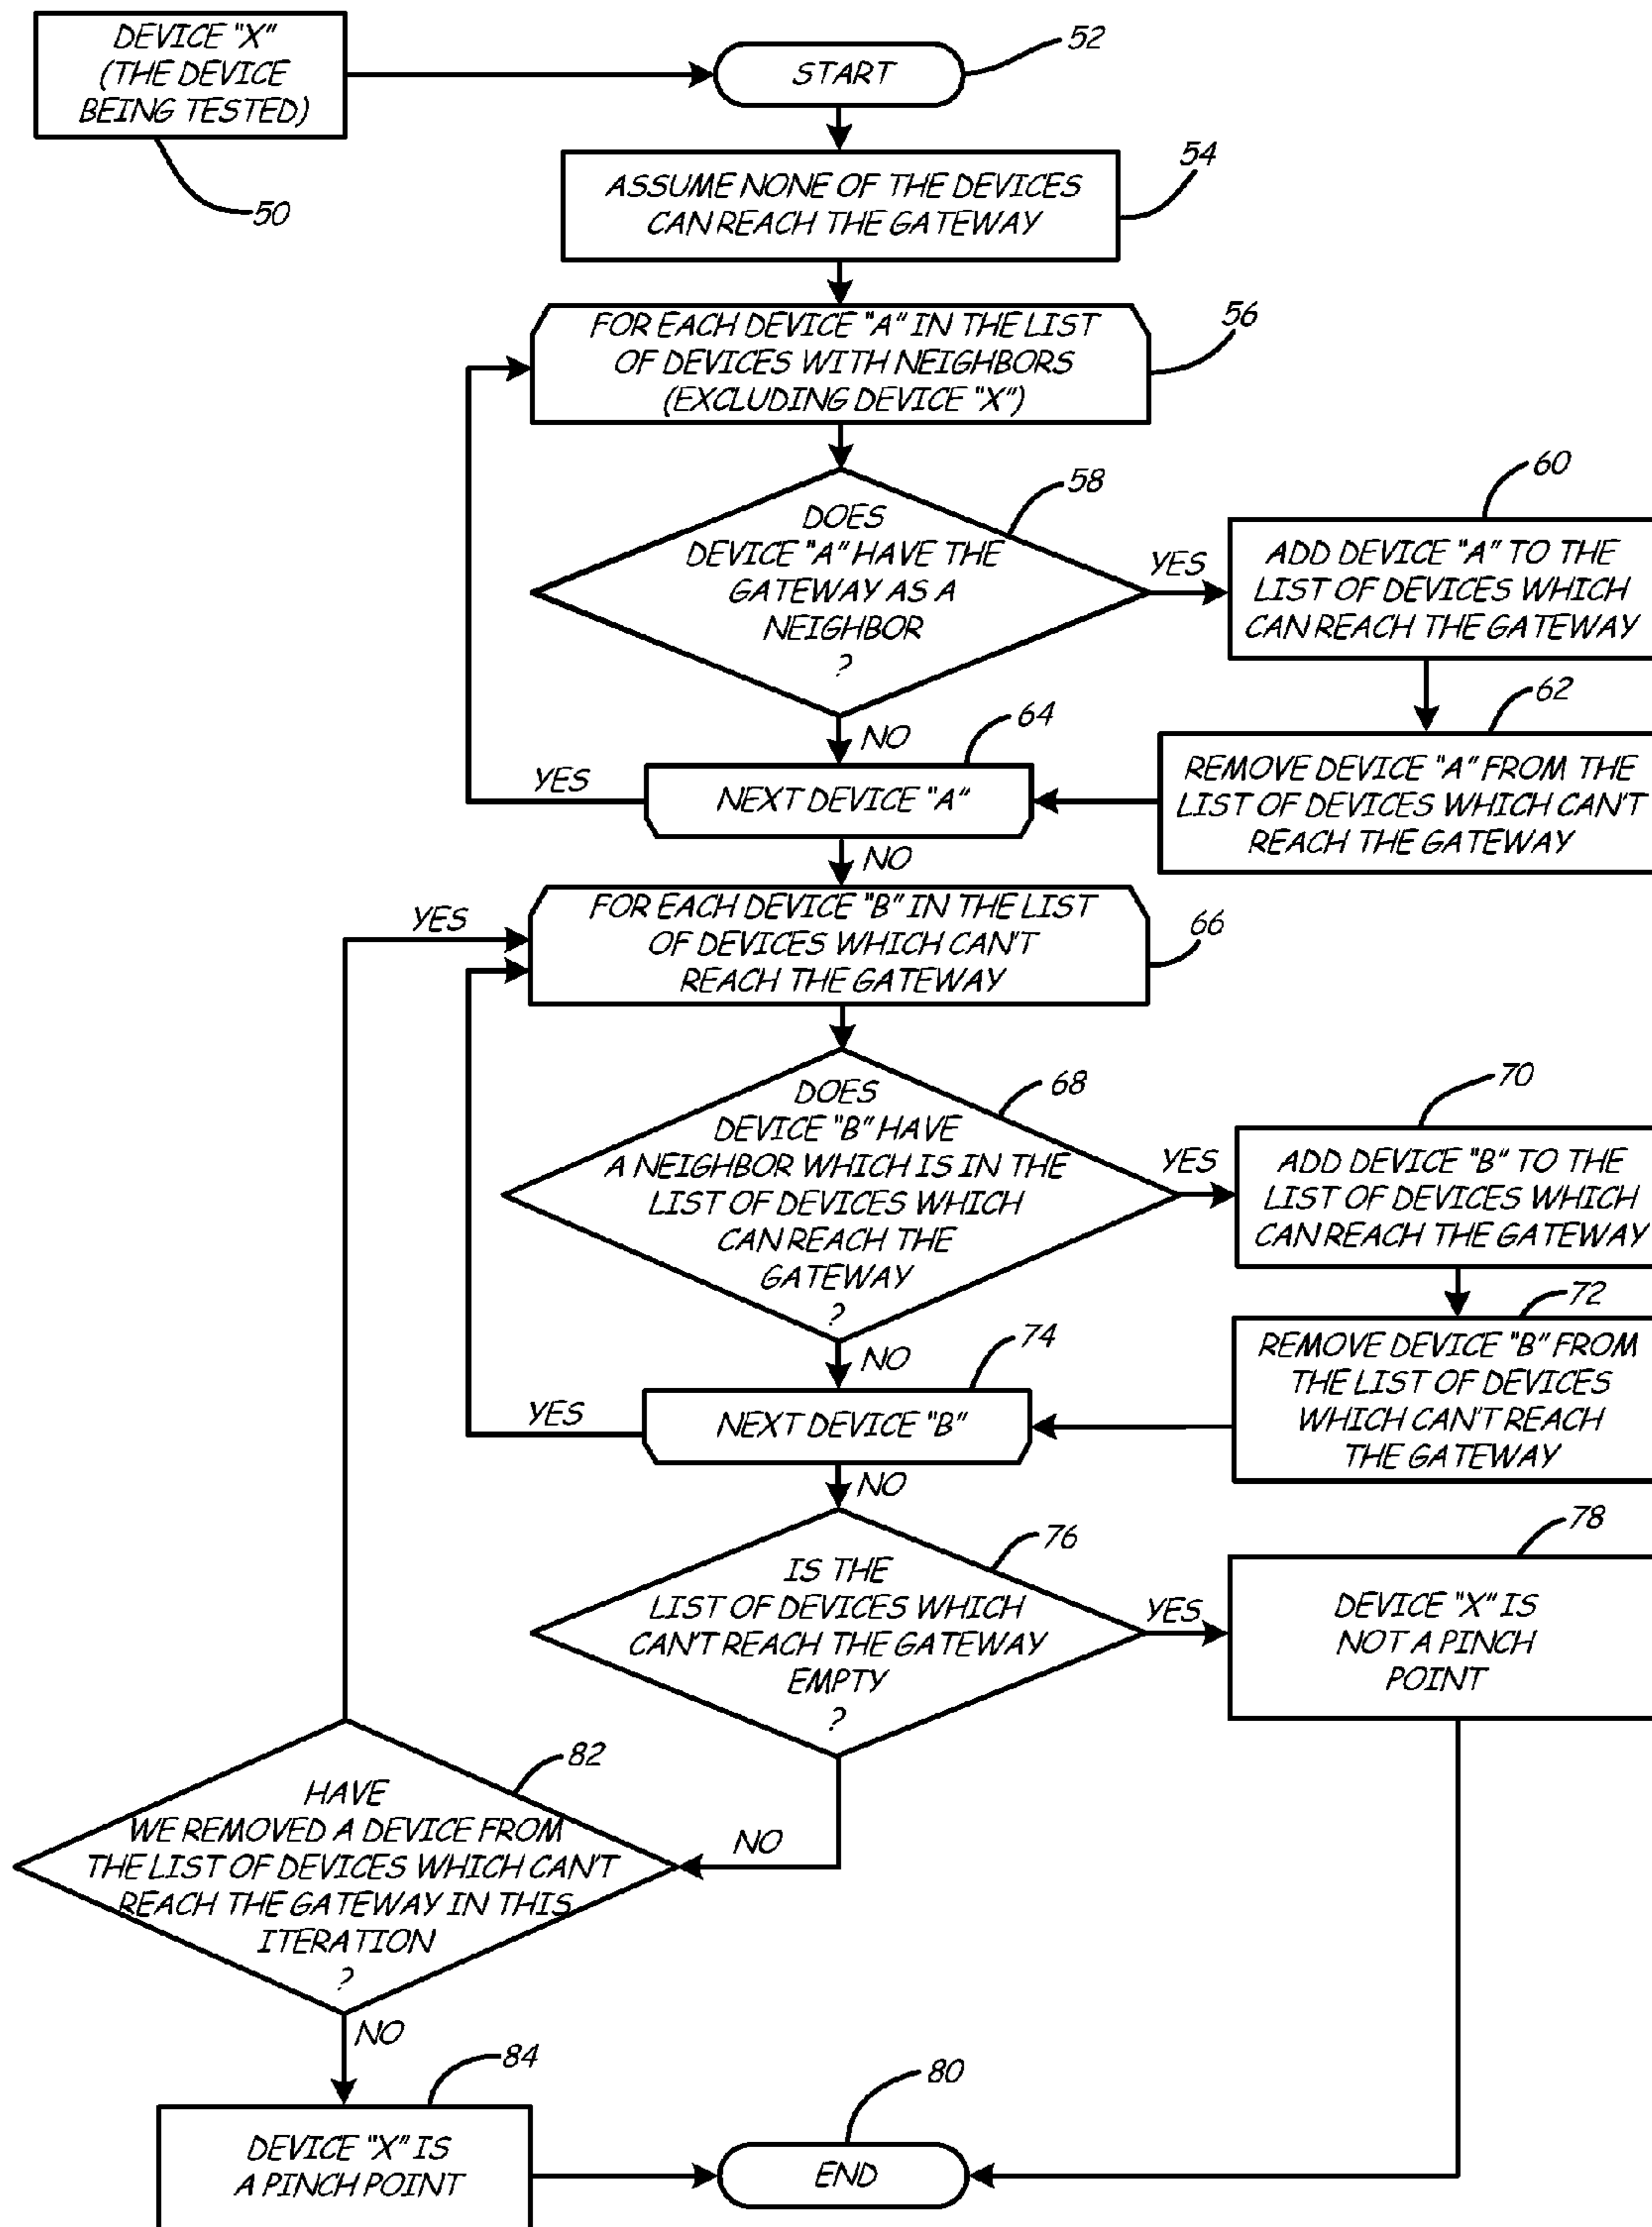 DEVICE "X"
(THE DEVICE
BEING TESTED)
50
START
52
ASSUME NONE OF THE DEVICES
CAN REACH THE GATEWAY
54
FOR EACH DEVICE "A" IN THE LIST
OF DEVICES WITH NEIGHBORS
(EXCLUDING DEVICE "X")
56
DOES
DEVICE "A" HAVE THE
GATEWAY AS A
NEIGHBOR
?
58
YES
ADD DEVICE "A" TO THE
LIST OF DEVICES WHICH
CAN REACH THE GATEWAY
60
REMOVE DEVICE "A" FROM THE
LIST OF DEVICES WHICH CAN'T
REACH THE GATEWAY
62
NO
NEXT DEVICE "A"
64
YES
NO
FOR EACH DEVICE "B" IN THE LIST
OF DEVICES WHICH CAN'T
REACH THE GATEWAY
66
YES
DOES
DEVICE "B" HAVE
A NEIGHBOR WHICH IS IN THE
LIST OF DEVICES WHICH
CAN REACH THE
GATEWAY
?
68
YES
ADD DEVICE "B" TO THE
LIST OF DEVICES WHICH
CAN REACH THE GATEWAY
70
REMOVE DEVICE "B" FROM
THE LIST OF DEVICES
WHICH CAN'T REACH
THE GATEWAY
72
NO
NEXT DEVICE "B"
74
YES
NO
IS THE
LIST OF DEVICES WHICH
CAN'T REACH THE GATEWAY
EMPTY
?
76
YES
DEVICE "X" IS
NOT A PINCH
POINT
78
NO
HAVE
WE REMOVED A DEVICE FROM
THE LIST OF DEVICES WHICH CAN'T
REACH THE GATEWAY IN THIS
ITERATION
?
82
NO
DEVICE "X" IS
A PINCH POINT
84
END
80